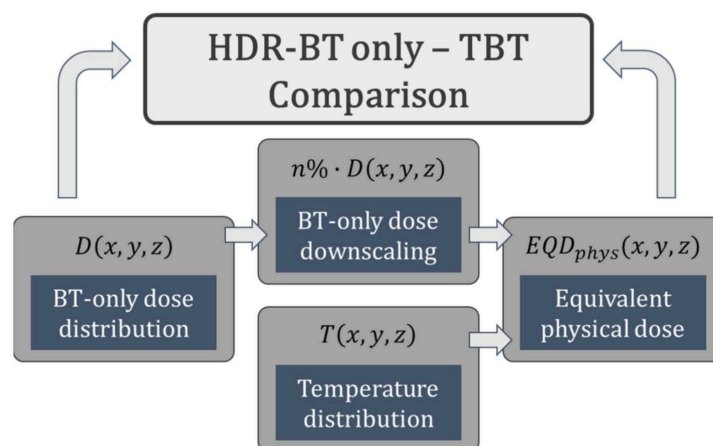 HDR-BT only – TBT
Comparison
n% · D(x, y, z)
BT-only dose
downscaling
D(x, y, z)
BT-only dose
distribution
EQD_phys(x, y, z)
Equivalent
physical dose
T(x, y, z)
Temperature
distribution